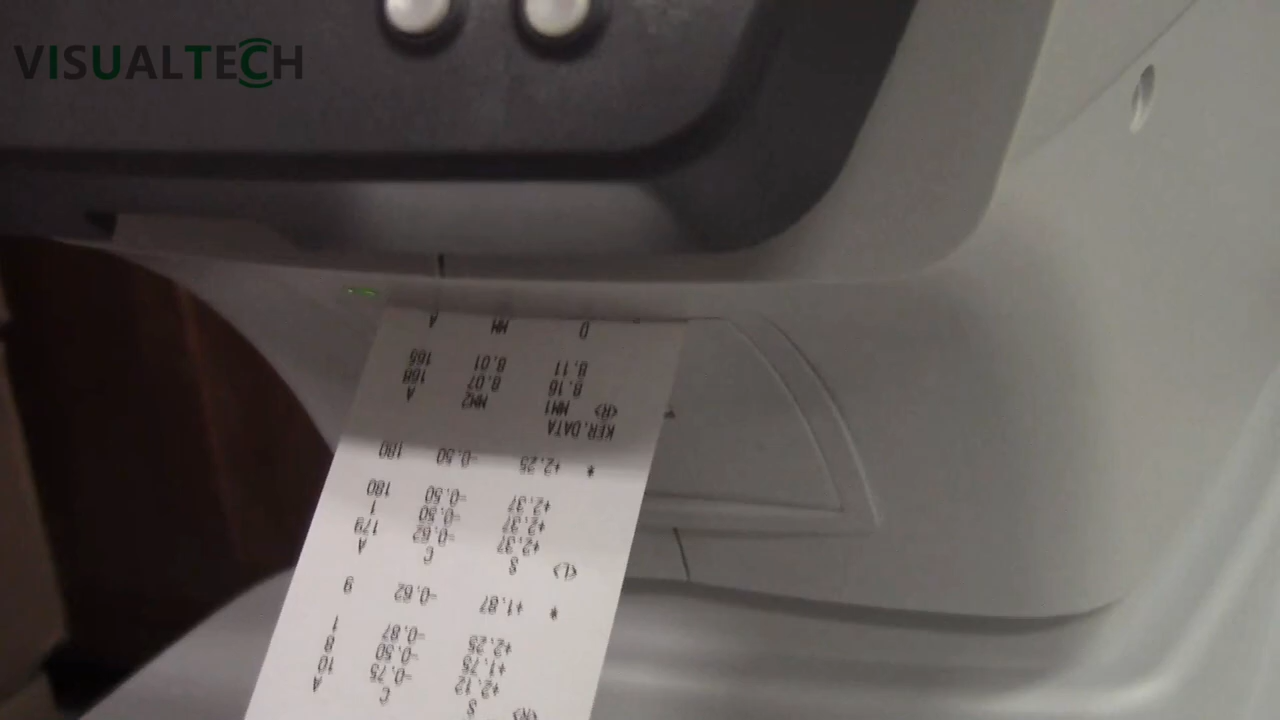 VISUALTECH
<R> S C A
+2.12 -0.75 10
+1.75 -0.50 8
+2.25 -0.87 1
* +1.87 -0.62 9
<L> S C A
+2.37 -0.62 179
+2.37 -0.50 1
+2.37 -0.50 180
* +2.25 -0.50 180
KER.DATA
<R> MM1 MM2 A
8.16 8.07 168
8.11 8.01 165
D MM A